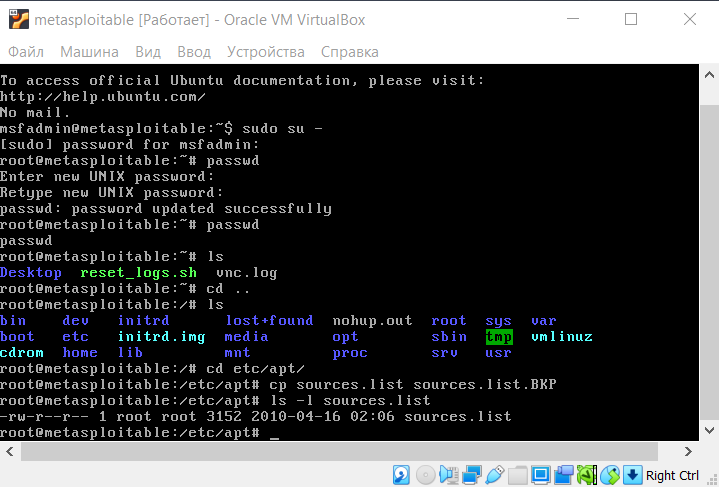 metasploitable [Работает] - Oracle VM VirtualBox
Файл Машина Вид Ввод Устройства Справка
To access official Ubuntu documentation, please visit:
http://help.ubuntu.com/
No mail.
msfadmin@metasploitable:~$ sudo su -
[sudo] password for msfadmin:
root@metasploitable:~# passwd
Enter new UNIX password:
Retype new UNIX password:
passwd: password updated successfully
root@metasploitable:~# passwd
passwd
root@metasploitable:~# ls
Desktop reset_logs.sh vnc.log
root@metasploitable:~# cd ..
root@metasploitable:/# ls
bin dev initrd lost+found nohup.out root sys var
boot etc initrd.img media opt sbin tmp vmlinuz
cdrom home lib mnt proc srv usr
root@metasploitable:/# cd etc/apt/
root@metasploitable:/etc/apt# cp sources.list sources.list.BKP
root@metasploitable:/etc/apt# ls -l sources.list
-rw-r--r-- 1 root root 3152 2010-04-16 02:06 sources.list
root@metasploitable:/etc/apt# _
Right Ctrl